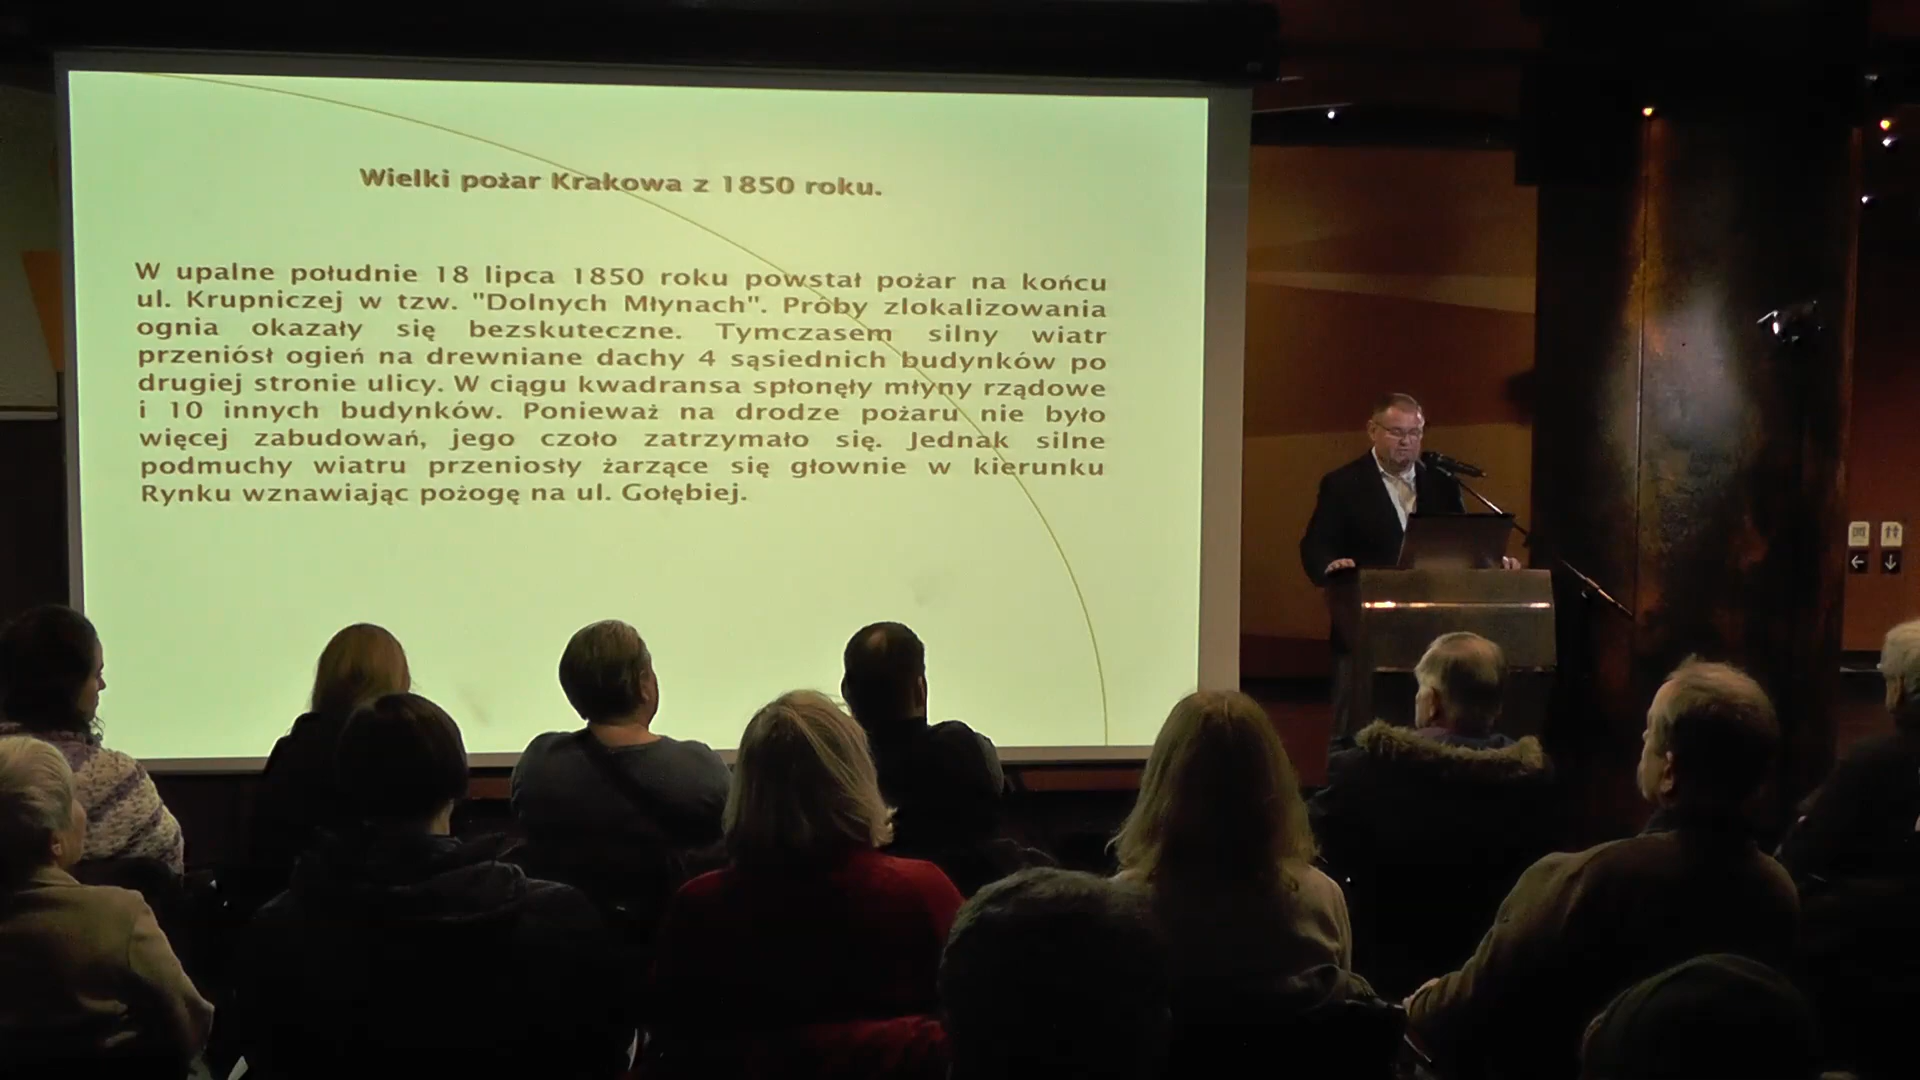 Wielki pożar Krakowa z 1850 roku.
W upalne południe 18 lipca 1850 roku powstał pożar na końcu
ul. Krupniczej w tzw. "Dolnych Młynach". Próby zlokalizowania
ognia okazały się bezskuteczne. Tymczasem silny wiatr
przeniósł ogień na drewniane dachy 4 sąsiednich budynków po
drugiej stronie ulicy. W ciągu kwadransa spłonęły młyny rządowe
i 10 innych budynków. Ponieważ na drodze pożaru nie było
więcej zabudowań, jego czoło zatrzymało się. Jednak silne
podmuchy wiatru przeniosły żarzące się głownie w kierunku
Rynku wznawiając pożogę na ul. Gołębiej.